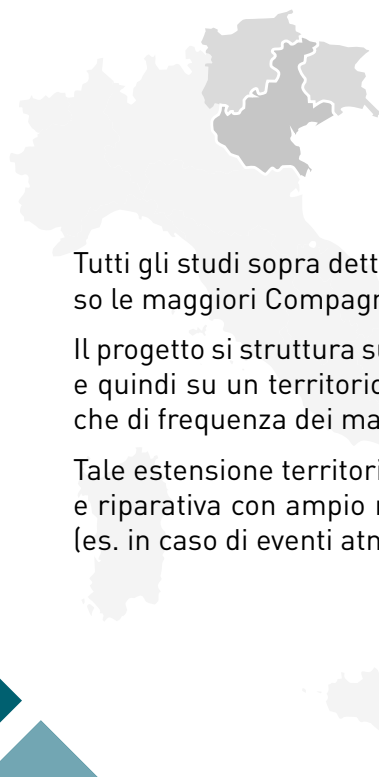 Tutti gli studi sopra dett
so le maggiori Compagn
Il progetto si struttura su
e quindi su un territorio
che di frequenza dei ma
Tale estensione territori
e riparativa con ampio
(es. in caso di eventi atm